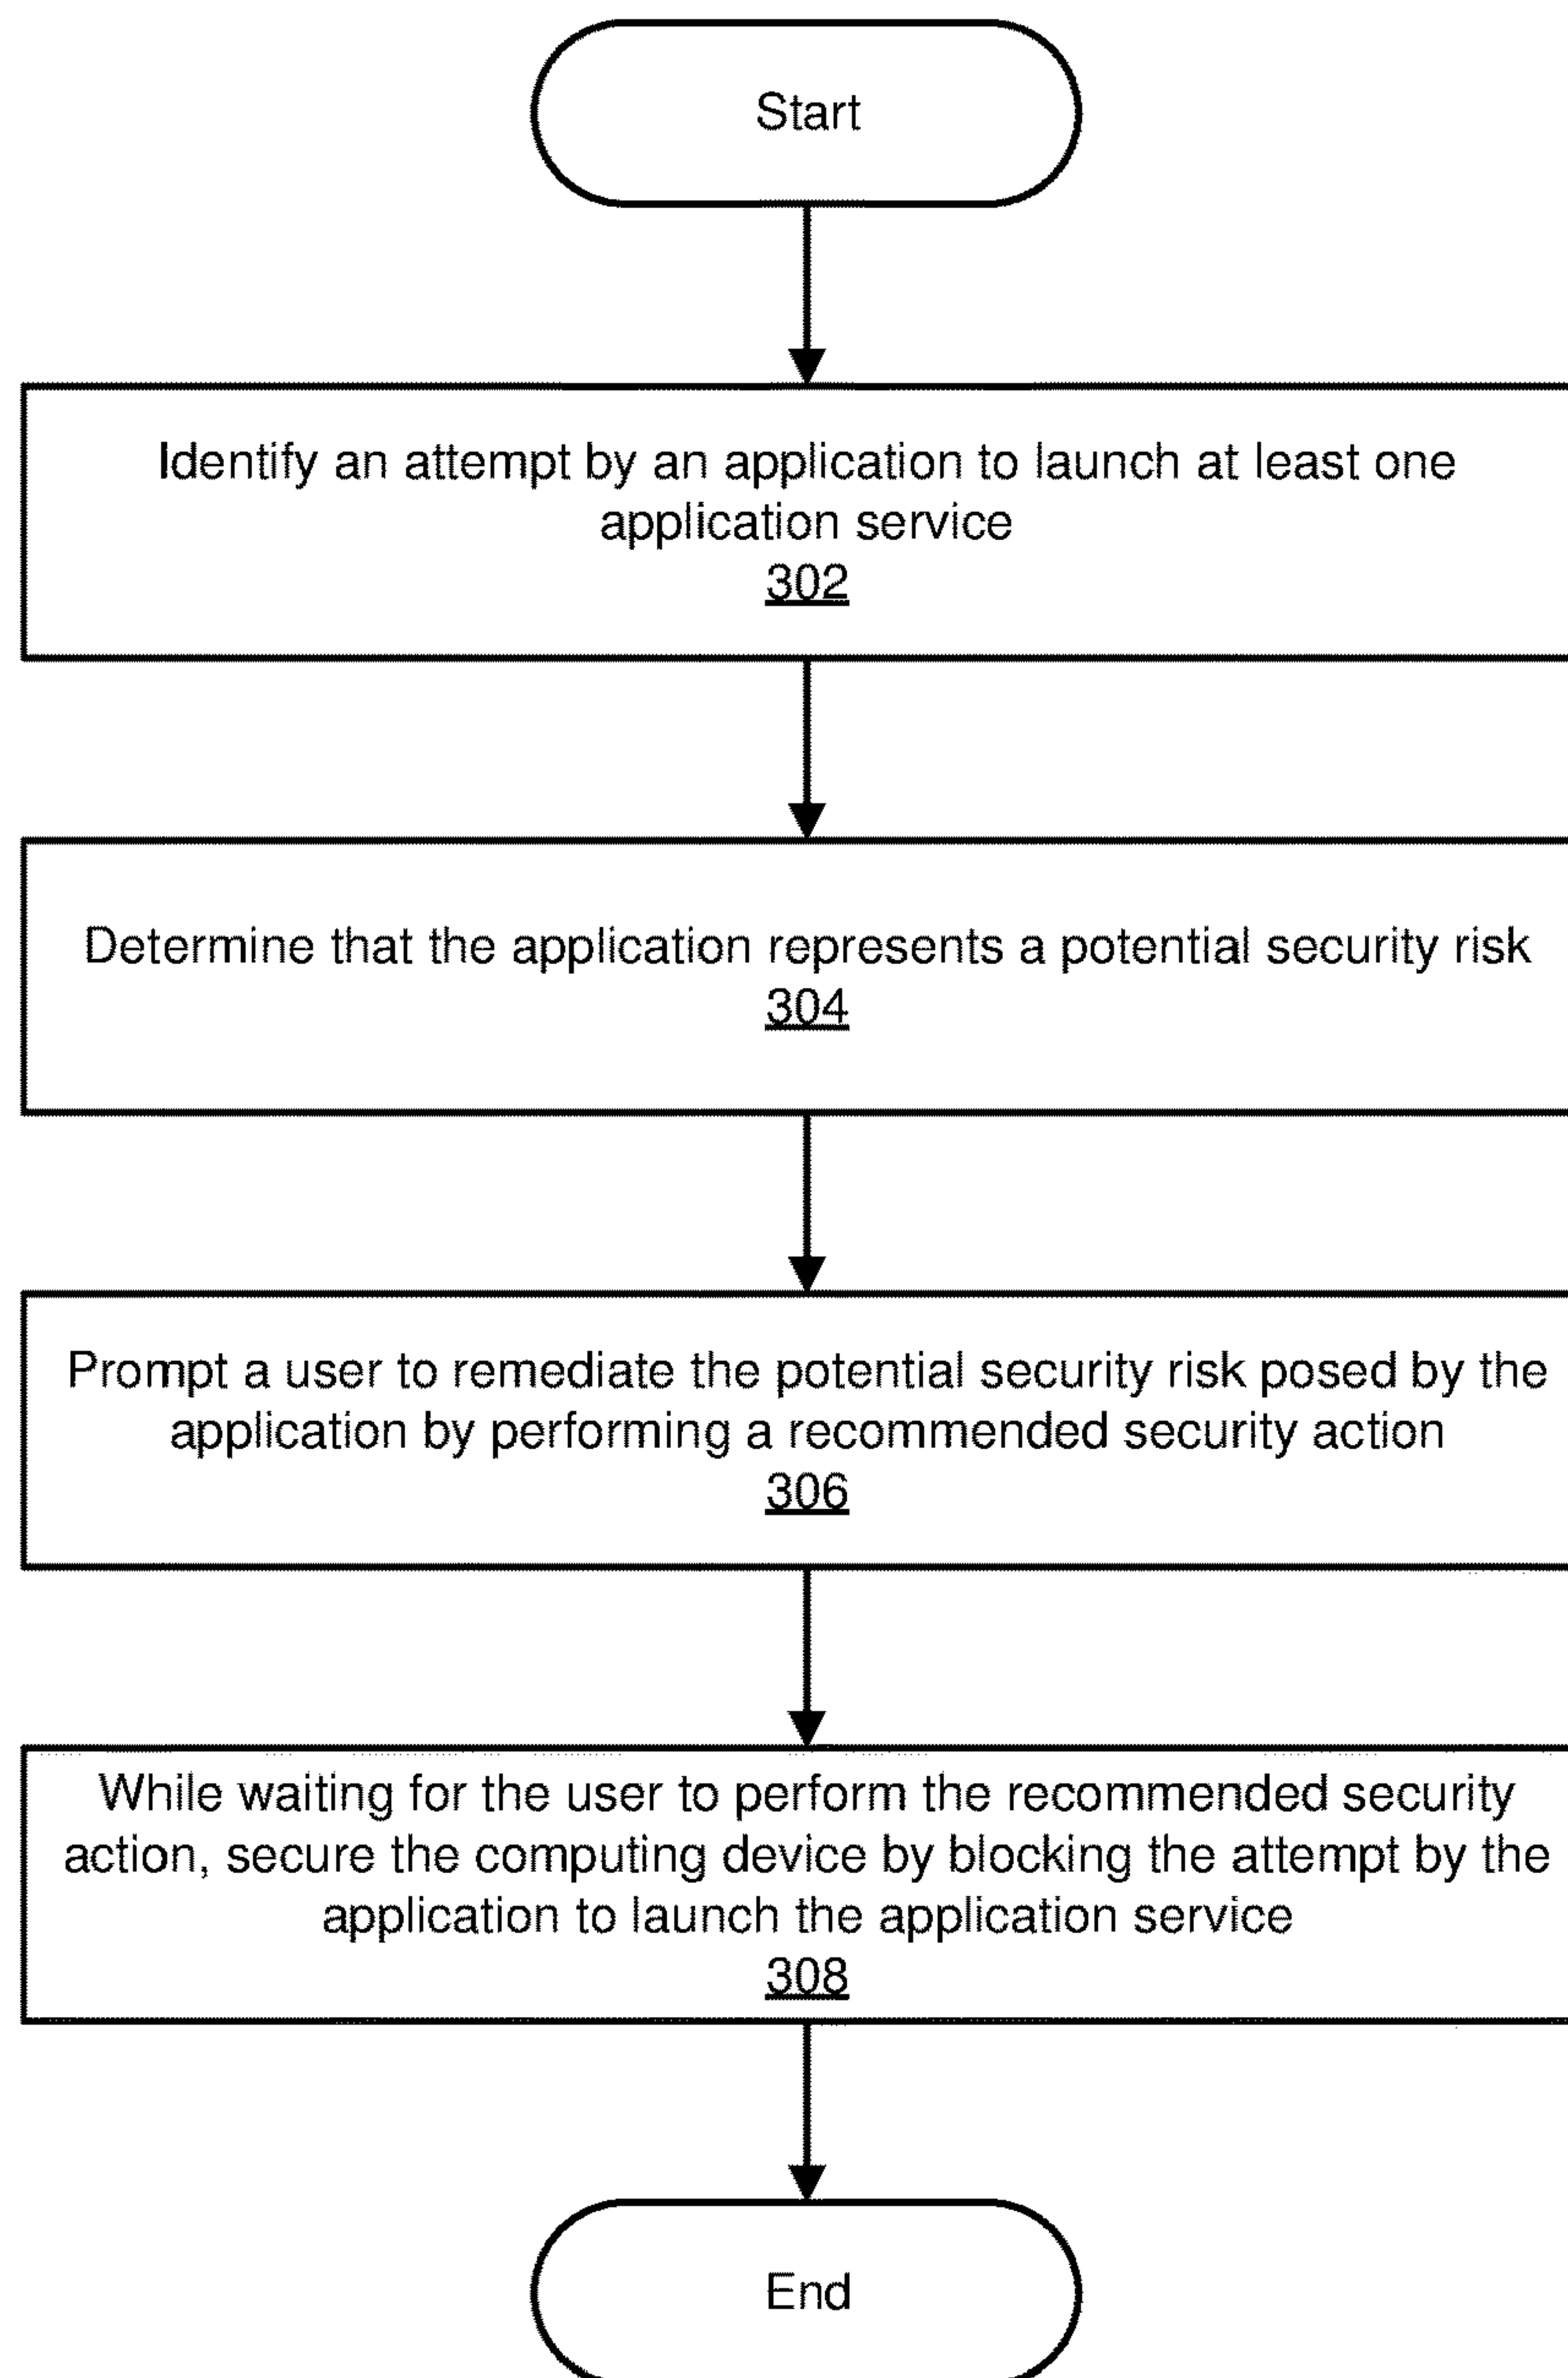 Start
Identify an attempt by an application to launch at least one
application service
302
Determine that the application represents a potential security risk
304
Prompt a user to remediate the potential security risk posed by the
application by performing a recommended security action
306
While waiting for the user to perform the recommended security
action, secure the computing device by blocking the attempt by the
application to launch the application service
308
End